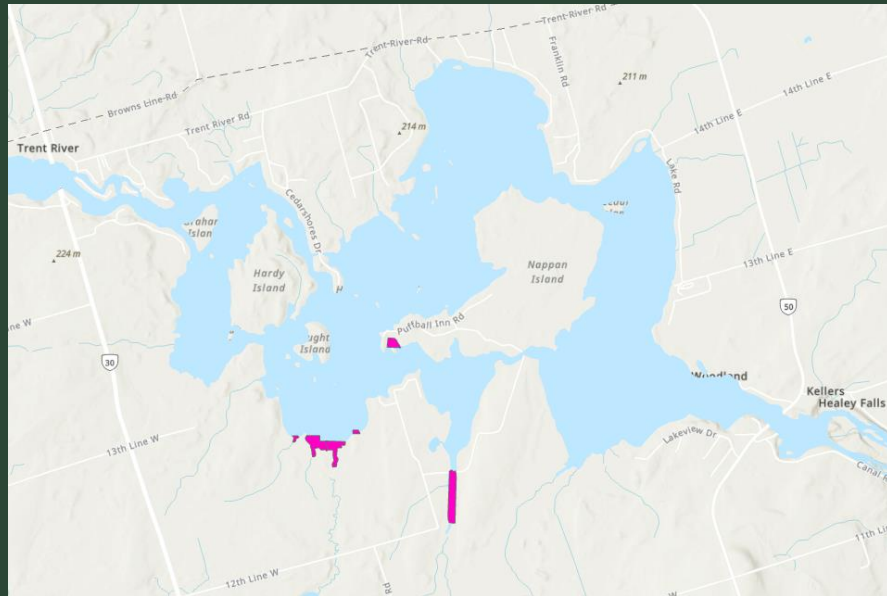 Trent River Rd
Trent River Rd
Franklin Rd
211 m
14th Line E
Browns Line Rd
14th Line E
Trent River Rd
214 m
Trent River
Lake Rd
Cedarshores Dr
224 m
Nappan
Island
13th Line E
Hardy
Island
50
Puffball Inn Rd
Island
13th Line W
30
Kellers
Healey Falls
Lakeview Dr
Canal R
11th Line E
12th Line W
Rd
W